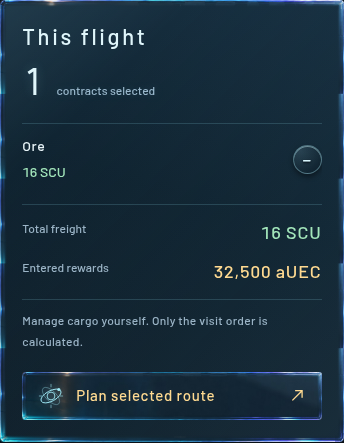 This flight
1 contracts selected
Ore
16 SCU
Total freight 16 SCU
Entered rewards 32,500 aUEC
Manage cargo yourself. Only the visit order is
calculated.
Plan selected route